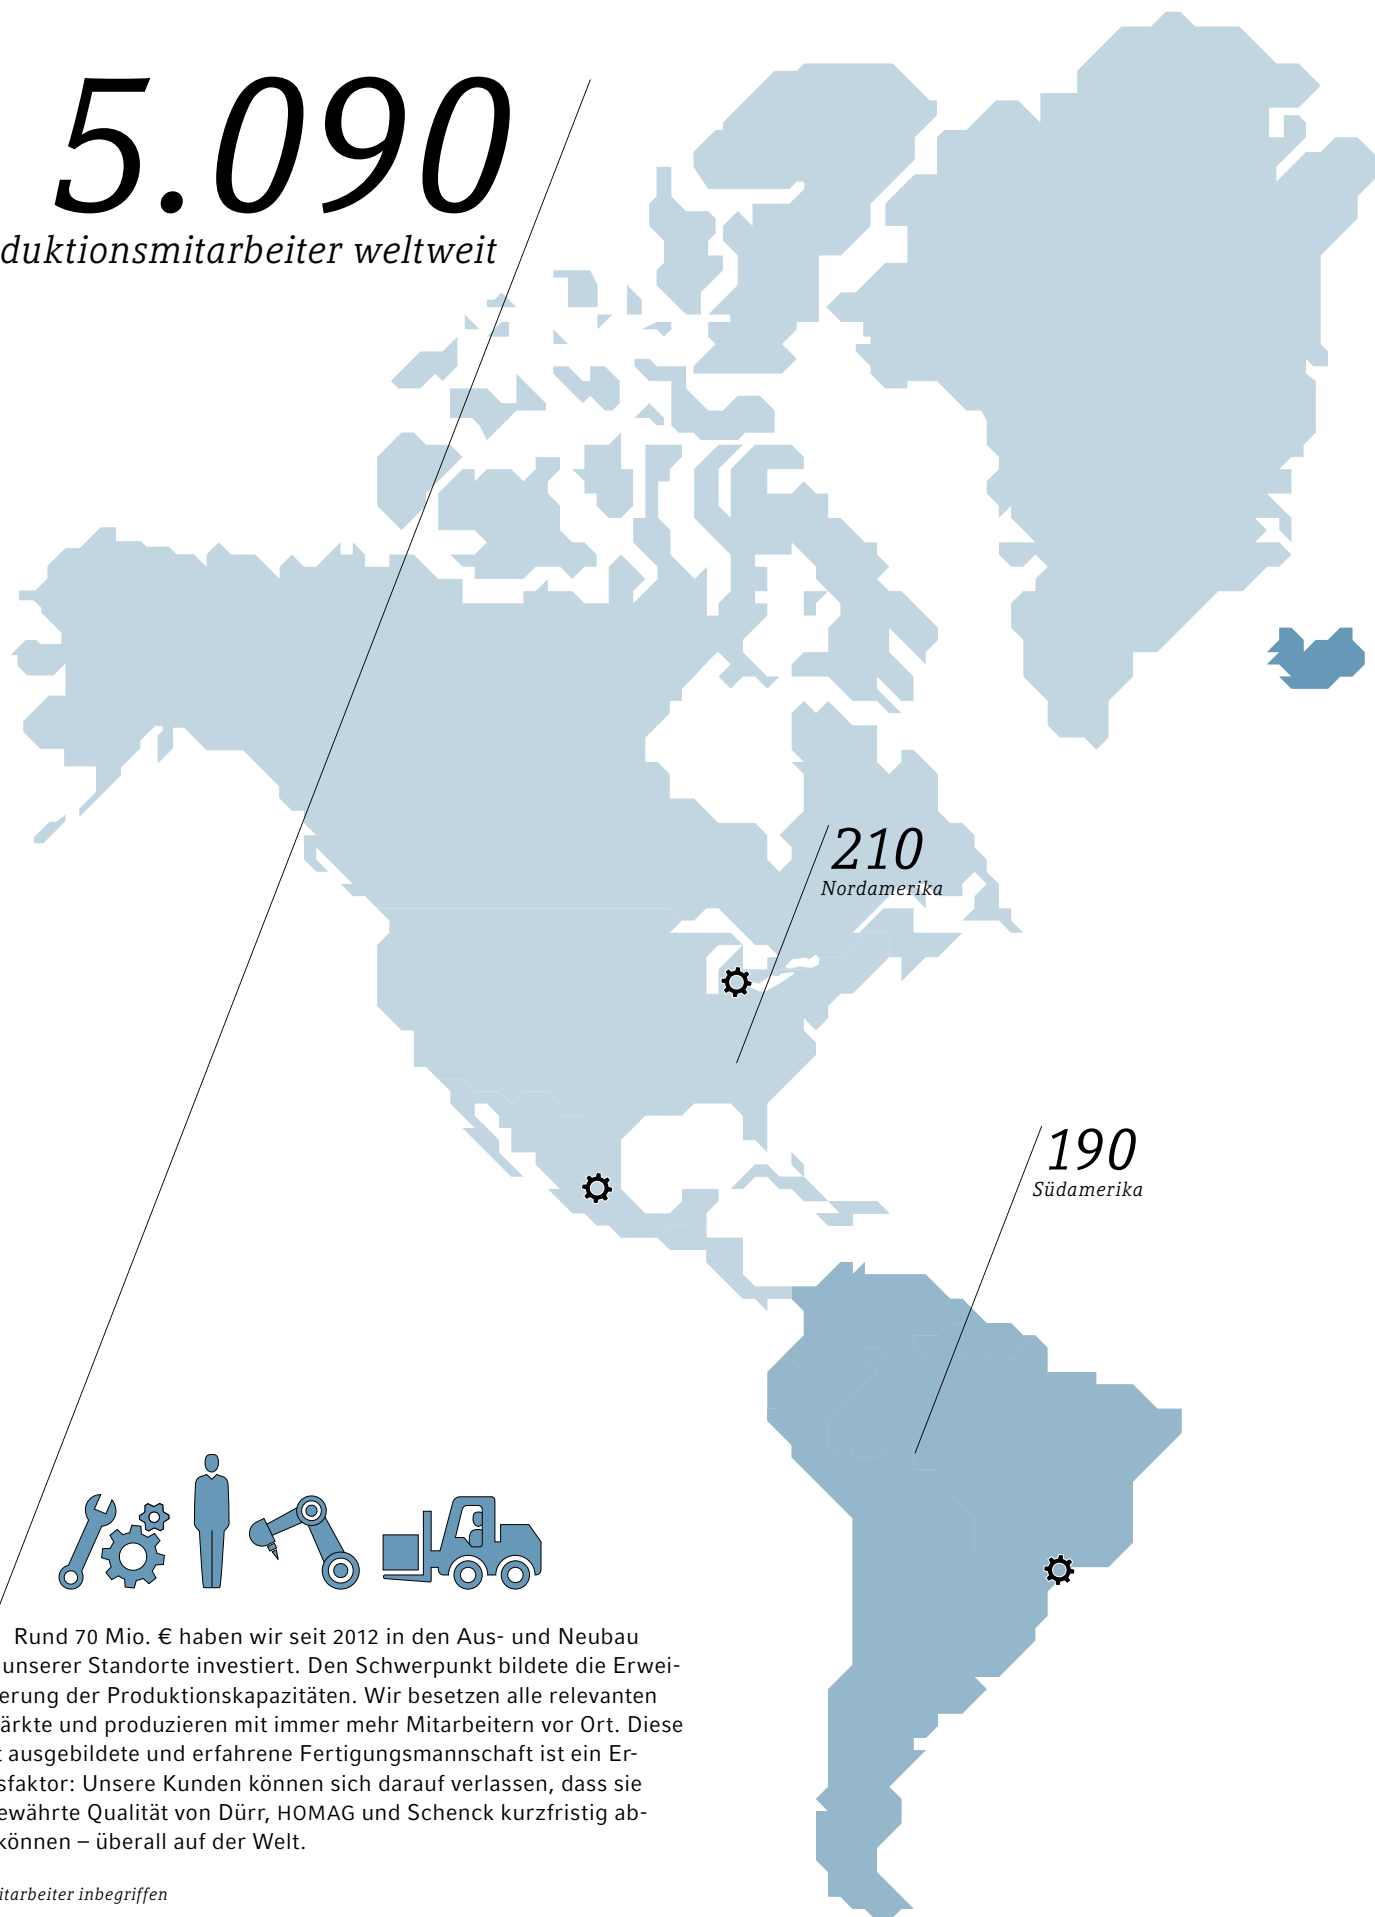 5.090
duktionsmitarbeiter weltweit
210
Nordamerika
190
Südamerika
Rund 70 Mio. € haben wir seit 2012 in den Aus- und Neubau
unserer Standorte investiert. Den Schwerpunkt bildete die Erwei-
erung der Produktionskapazitäten. Wir besetzen alle relevanten
ärkte und produzieren mit immer mehr Mitarbeitern vor Ort. Diese
t ausgebildete und erfahrene Fertigungsmannschaft ist ein Er-
sfaktor: Unsere Kunden können sich darauf verlassen, dass sie
ewährte Qualität von Dürr, HOMAG und Schenck kurzfristig ab-
können – überall auf der Welt.
itarbeiter inbegriffen